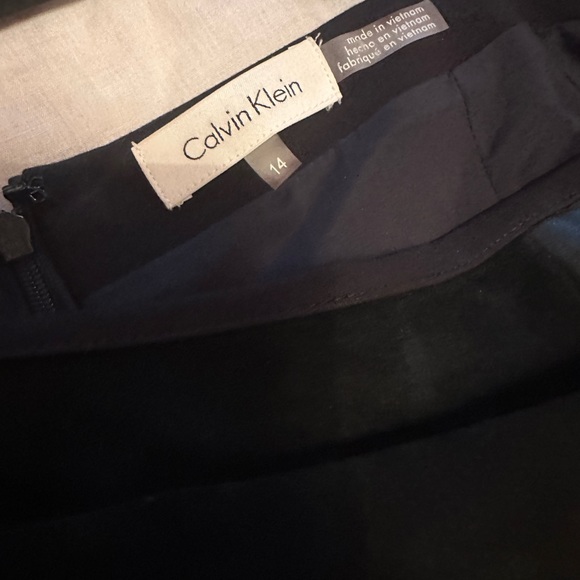 Calvin Klein
14
made in vietnam
hecho en vietnam
fabriqué en vietnam